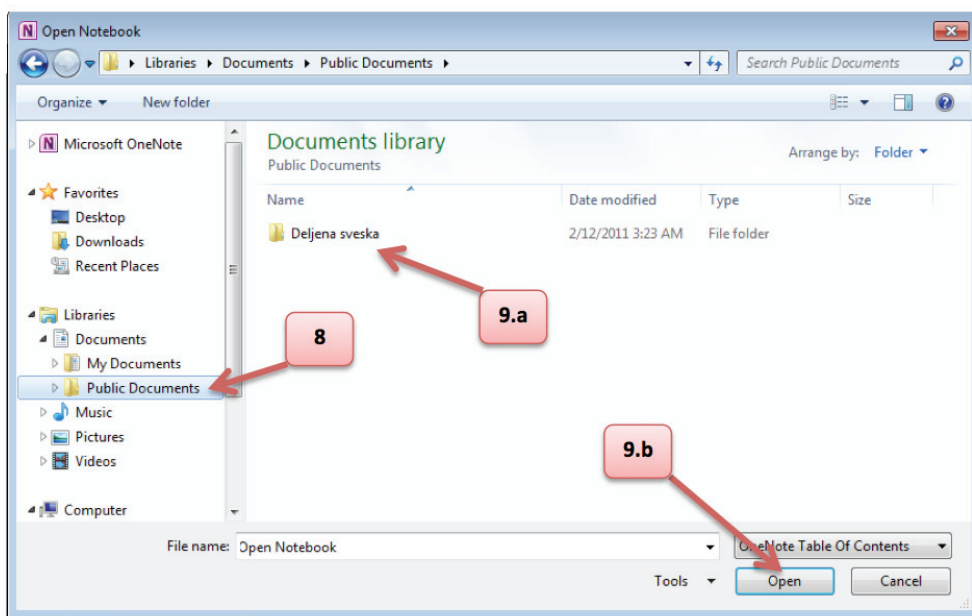 Open Notebook
Libraries Documents Public Documents
Search Public Documents
Organize New folder
Microsoft OneNote
Favorites
Desktop
Downloads
Recent Places
Libraries
Documents
My Documents
Public Documents
Music
Pictures
Videos
Computer
Documents library
Public Documents
Arrange by: Folder
Name Date modified Type Size
Deljena sveska 2/12/2011 3:23 AM File folder
8
9.a
9.b
File name: Open Notebook
OneNote Table Of Contents
Tools Open Cancel